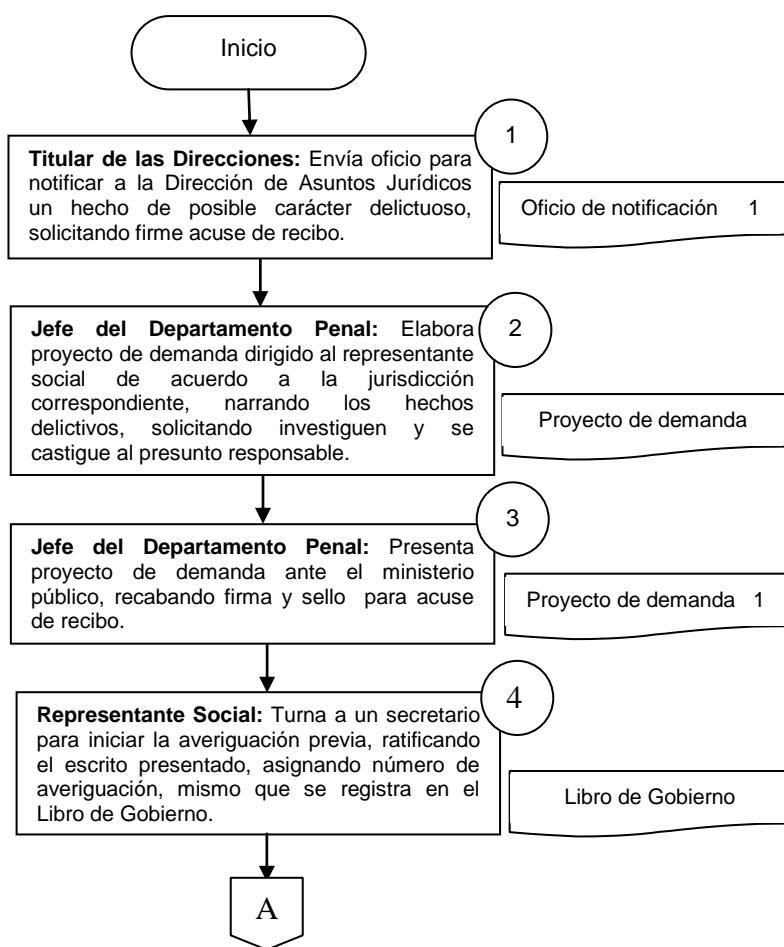 Inicio
1
Titular de las Direcciones: Envía oficio para
notificar a la Dirección de Asuntos Jurídicos
un hecho de posible carácter delictuoso,
solicitando firme acuse de recibo.
Oficio de notificación 1
2
Jefe del Departamento Penal: Elabora
proyecto de demanda dirigido al representante
social de acuerdo a la jurisdicción
correspondiente, narrando los hechos
delictivos, solicitando investiguen y se
castigue al presunto responsable.
Proyecto de demanda
3
Jefe del Departamento Penal: Presenta
proyecto de demanda ante el ministerio
público, recabando firma y sello para acuse
de recibo.
Proyecto de demanda 1
4
Representante Social: Turna a un secretario
para iniciar la averiguación previa, ratificando
el escrito presentado, asignando número de
averiguación, mismo que se registra en el
Libro de Gobierno.
Libro de Gobierno
A